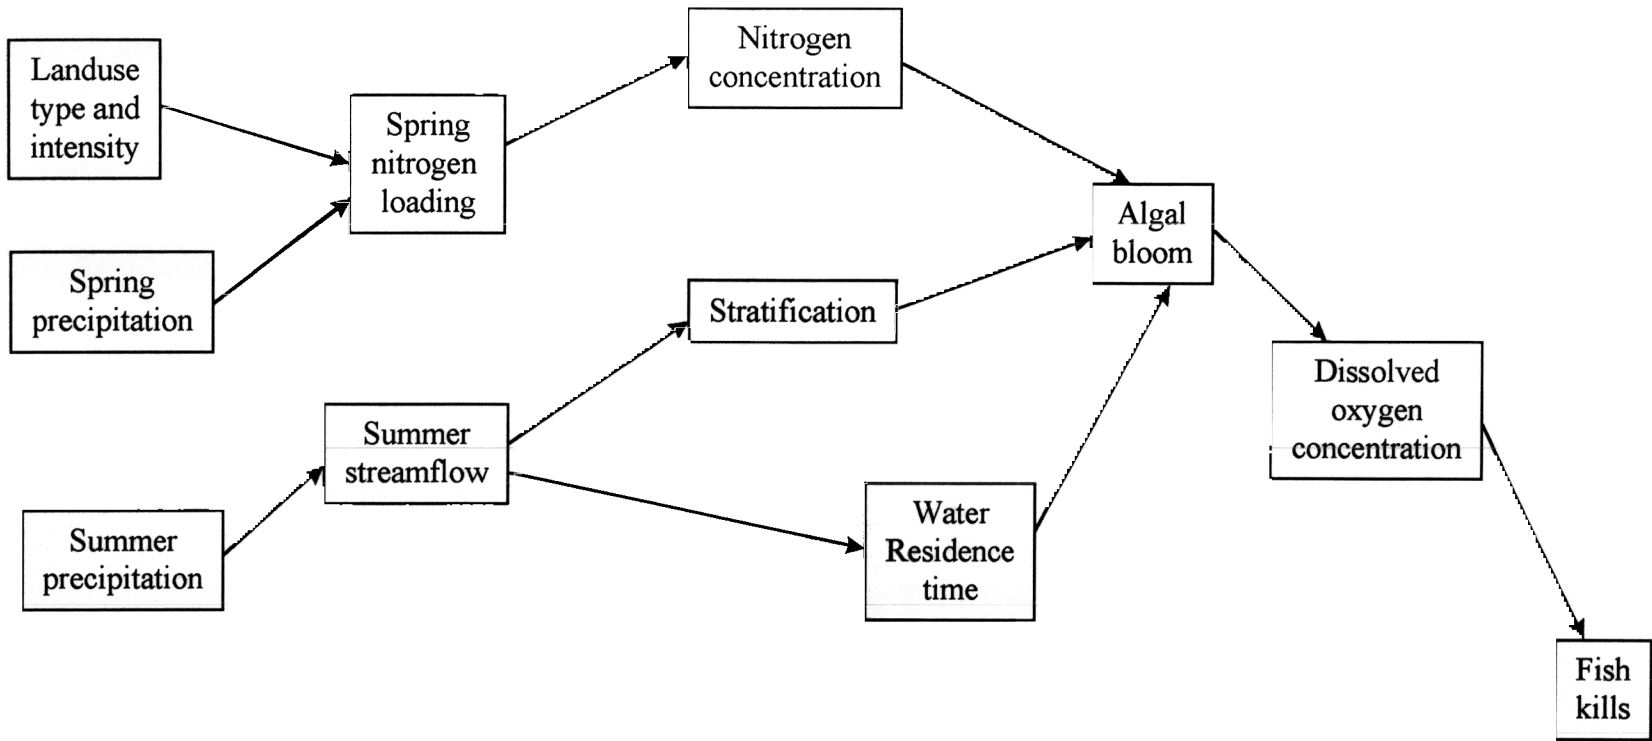 Landuse
type and
intensity
Spring
precipitation
Summer
precipitation
Spring
nitrogen
loading
Summer
streamflow
Nitrogen
concentration
Stratification
Water
Residence
time
Algal
bloom
Dissolved
oxygen
concentration
Fish
kills